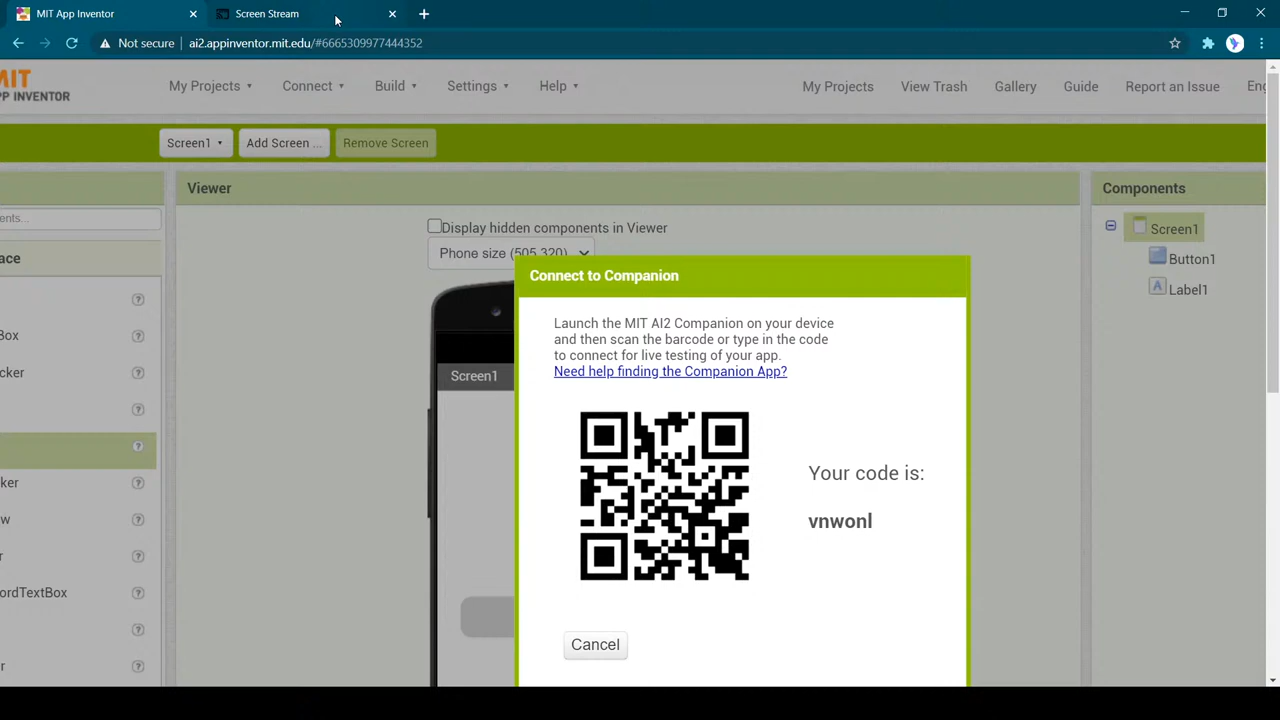 MIT App Inventor
Screen Stream
Not secure
ai2.appinventor.mit.edu/#6665309977444352
MIT
APP INVENTOR
My Projects
Connect
Build
Settings
Help
My Projects
View Trash
Gallery
Guide
Report an Issue
Eng
Screen1
Add Screen ...
Remove Screen
Viewer
Components
ents...
Display hidden components in Viewer
Screen1
ace
Phone size (505,320)
Button1
Connect to Companion
Label1
Launch the MIT AI2 Companion on your device
and then scan the barcode or type in the code
to connect for live testing of your app.
Need help finding the Companion App?
Box
cker
Screen1
Your code is:
ker
w
vnwonl
r
ordTextBox
Cancel
r
r